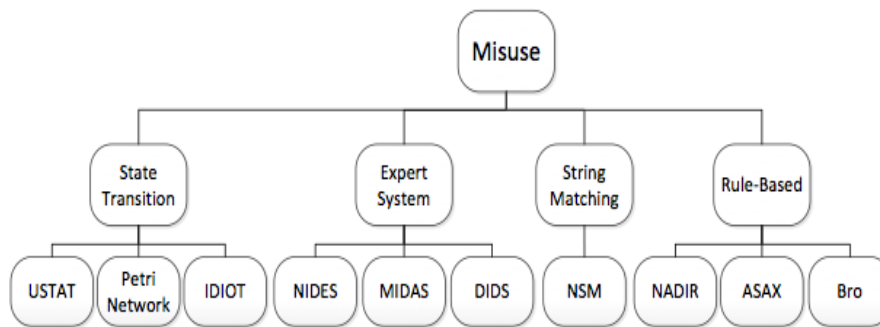 Misuse
State
Transition
Expert
System
String
Matching
Rule-Based
USTAT
Petri
Network
IDIOT
NIDES
MIDAS
DIDS
NSM
NADIR
ASAX
Bro